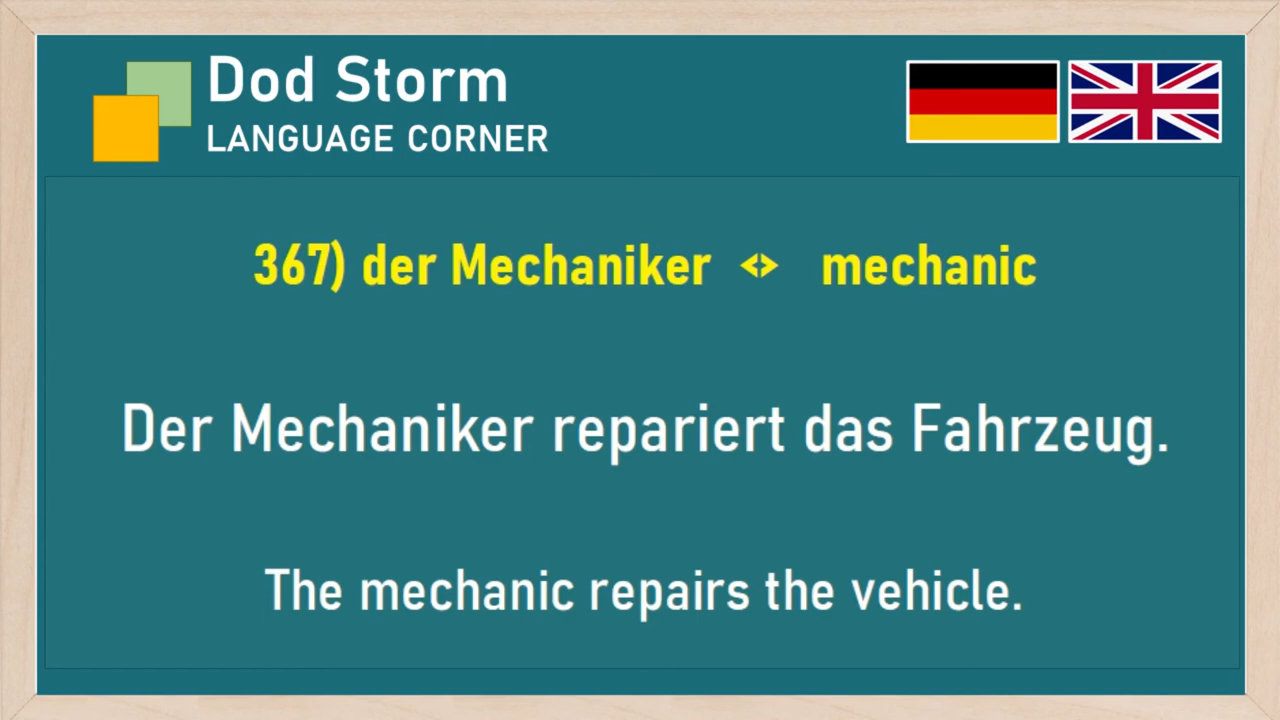 Dod Storm
LANGUAGE CORNER
367) der Mechaniker <> mechanic
Der Mechaniker repariert das Fahrzeug.
The mechanic repairs the vehicle.